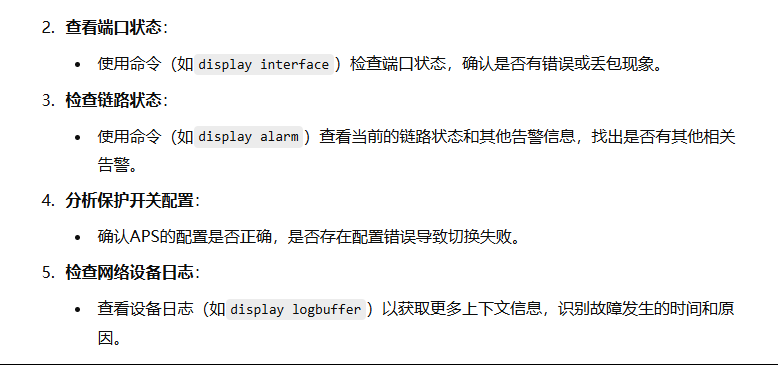 2. 查看端口状态：
• 使用命令（如 display interface）检查端口状态，确认是否有错误或丢包现象。
3. 检查链路状态：
• 使用命令（如 display alarm）查看当前的链路状态和其他告警信息，找出是否有其他相关
告警。
4. 分析保护开关配置：
• 确认APS的配置是否正确，是否存在配置错误导致切换失败。
5. 检查网络设备日志：
• 查看设备日志（如 display logbuffer）以获取更多上下文信息，识别故障发生的时间和原
因。